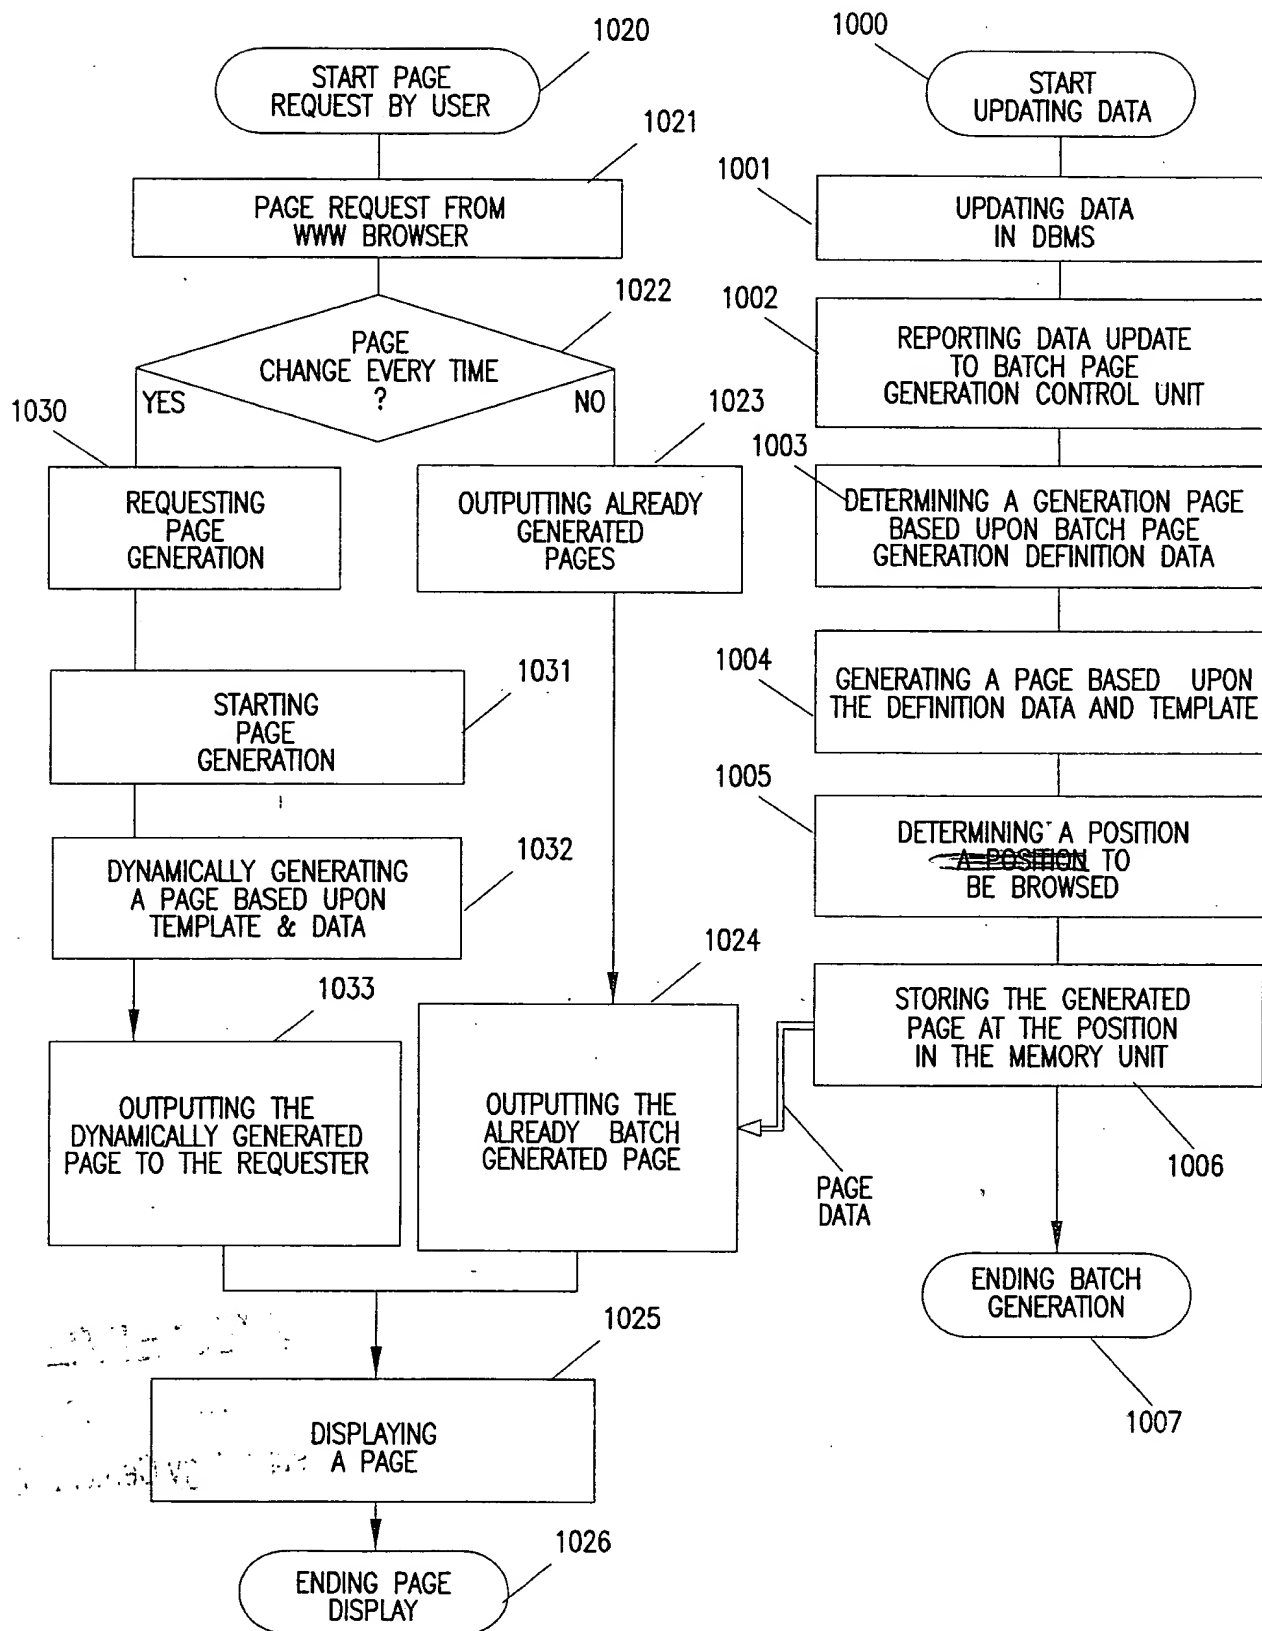 1020
START PAGE
REQUEST BY USER
1021
PAGE REQUEST FROM
WWW BROWSER
1022
PAGE
CHANGE EVERY TIME
?
YES
NO
1030
REQUESTING
PAGE
GENERATION
1023
OUTPUTTING ALREADY
GENERATED
PAGES
1031
STARTING
PAGE
GENERATION
1032
DYNAMICALLY GENERATING
A PAGE BASED UPON
TEMPLATE & DATA
1033
OUTPUTTING THE
DYNAMICALLY GENERATED
PAGE TO THE REQUESTER
1024
OUTPUTTING THE
ALREADY BATCH
GENERATED PAGE
1025
DISPLAYING
A PAGE
1026
ENDING PAGE
DISPLAY
1000
START
UPDATING DATA
1001
UPDATING DATA
IN DBMS
1002
REPORTING DATA UPDATE
TO BATCH PAGE
GENERATION CONTROL UNIT
1003
DETERMINING A GENERATION PAGE
BASED UPON BATCH PAGE
GENERATION DEFINITION DATA
1004
GENERATING A PAGE BASED UPON
THE DEFINITION DATA AND TEMPLATE
1005
DETERMINING A POSITION
A POSITION TO
BE BROWSED
STORING THE GENERATED
PAGE AT THE POSITION
IN THE MEMORY UNIT
1006
PAGE
DATA
ENDING BATCH
GENERATION
1007